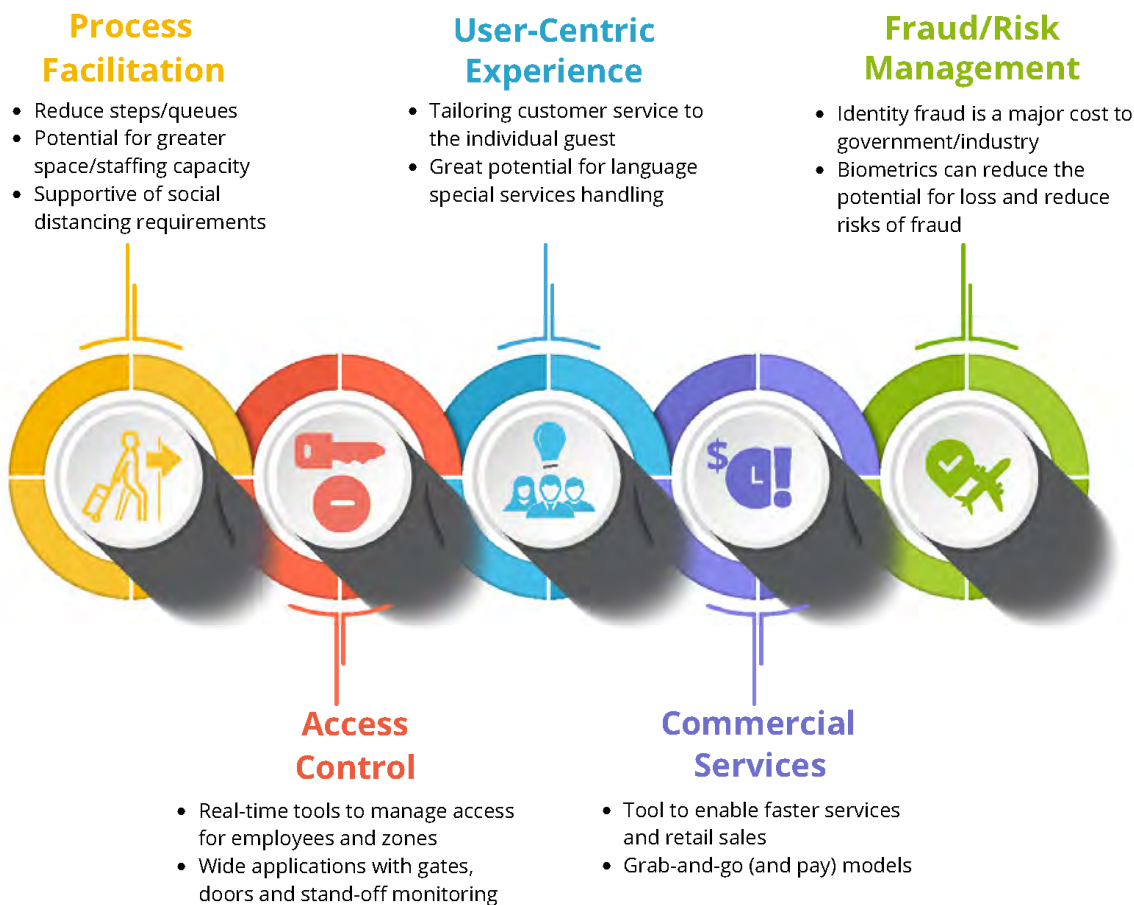 Process
Facilitation
• Reduce steps/queues
• Potential for greater
space/staffing capacity
• Supportive of social
distancing requirements
User-Centric
Experience
• Tailoring customer service to
the individual guest
• Great potential for language
special services handling
Fraud/Risk
Management
• Identity fraud is a major cost to
government/industry
• Biometrics can reduce the
potential for loss and reduce
risks of fraud
$
!
Access
Control
• Real-time tools to manage access
for employees and zones
• Wide applications with gates,
doors and stand-off monitoring
Commercial
Services
• Tool to enable faster services
and retail sales
• Grab-and-go (and pay) models